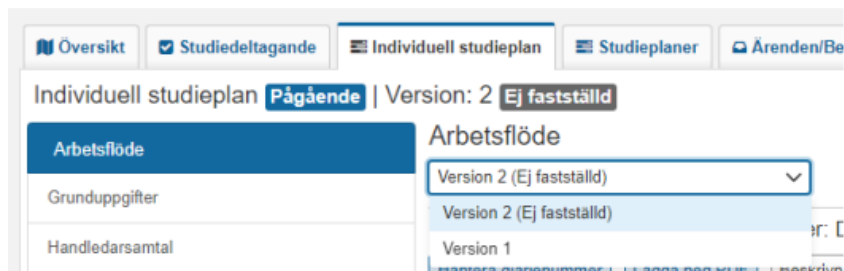 Översikt Studiedeltagande Individuell studieplan Studieplaner Ärenden/Be
Individuell studieplan Pågående | Version: 2 Ej fastställd
Arbetsflöde
Arbetsflöde
Version 2 (Ej fastställd)
Grunduppgifter
Version 2 (Ej fastställd)
er: D
Handledarsamtal
Version 1